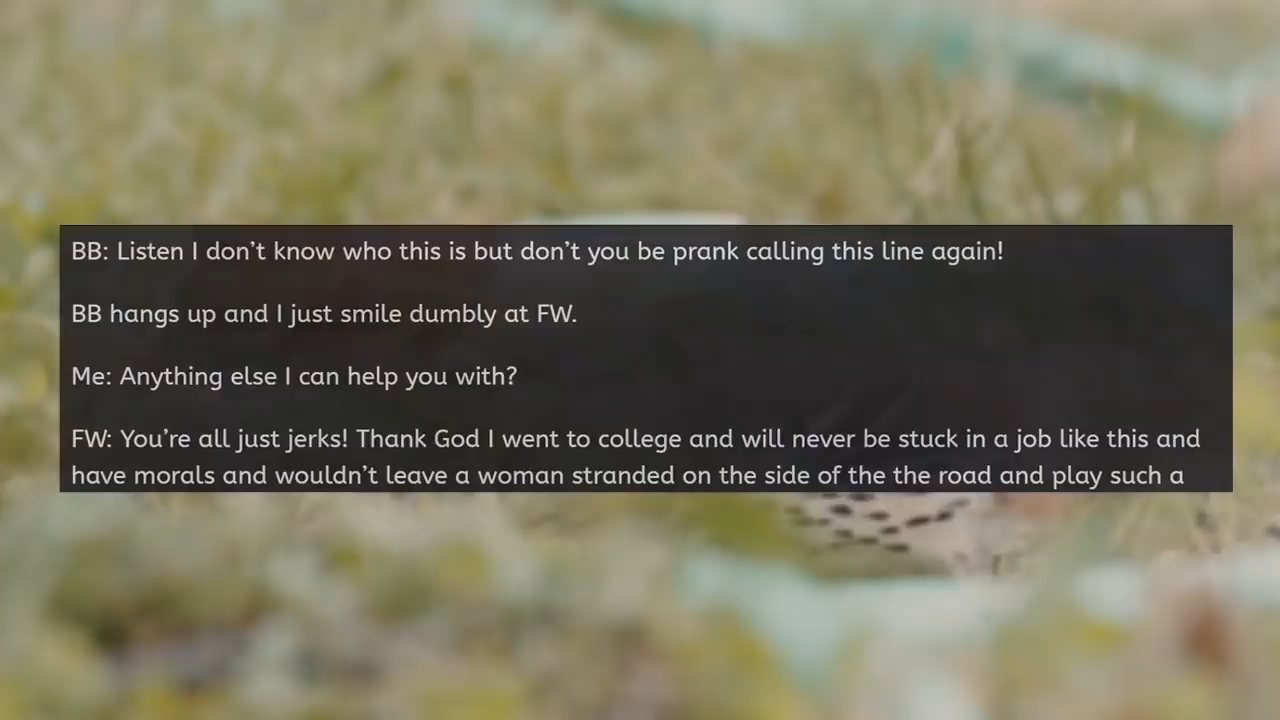 BB: Listen I don’t know who this is but don’t you be prank calling this line again!
BB hangs up and I just smile dumbly at FW.
Me: Anything else I can help you with?
FW: You’re all just jerks! Thank God I went to college and will never be stuck in a job like this and
have morals and wouldn’t leave a woman stranded on the side of the the road and play such a